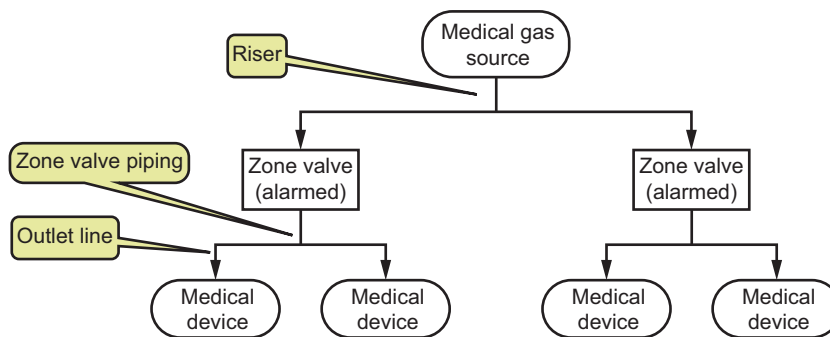 Medical gas
source
Riser
Zone valve
(alarmed)
Zone valve
(alarmed)
Zone valve piping
Outlet line
Medical
device
Medical
device
Medical
device
Medical
device